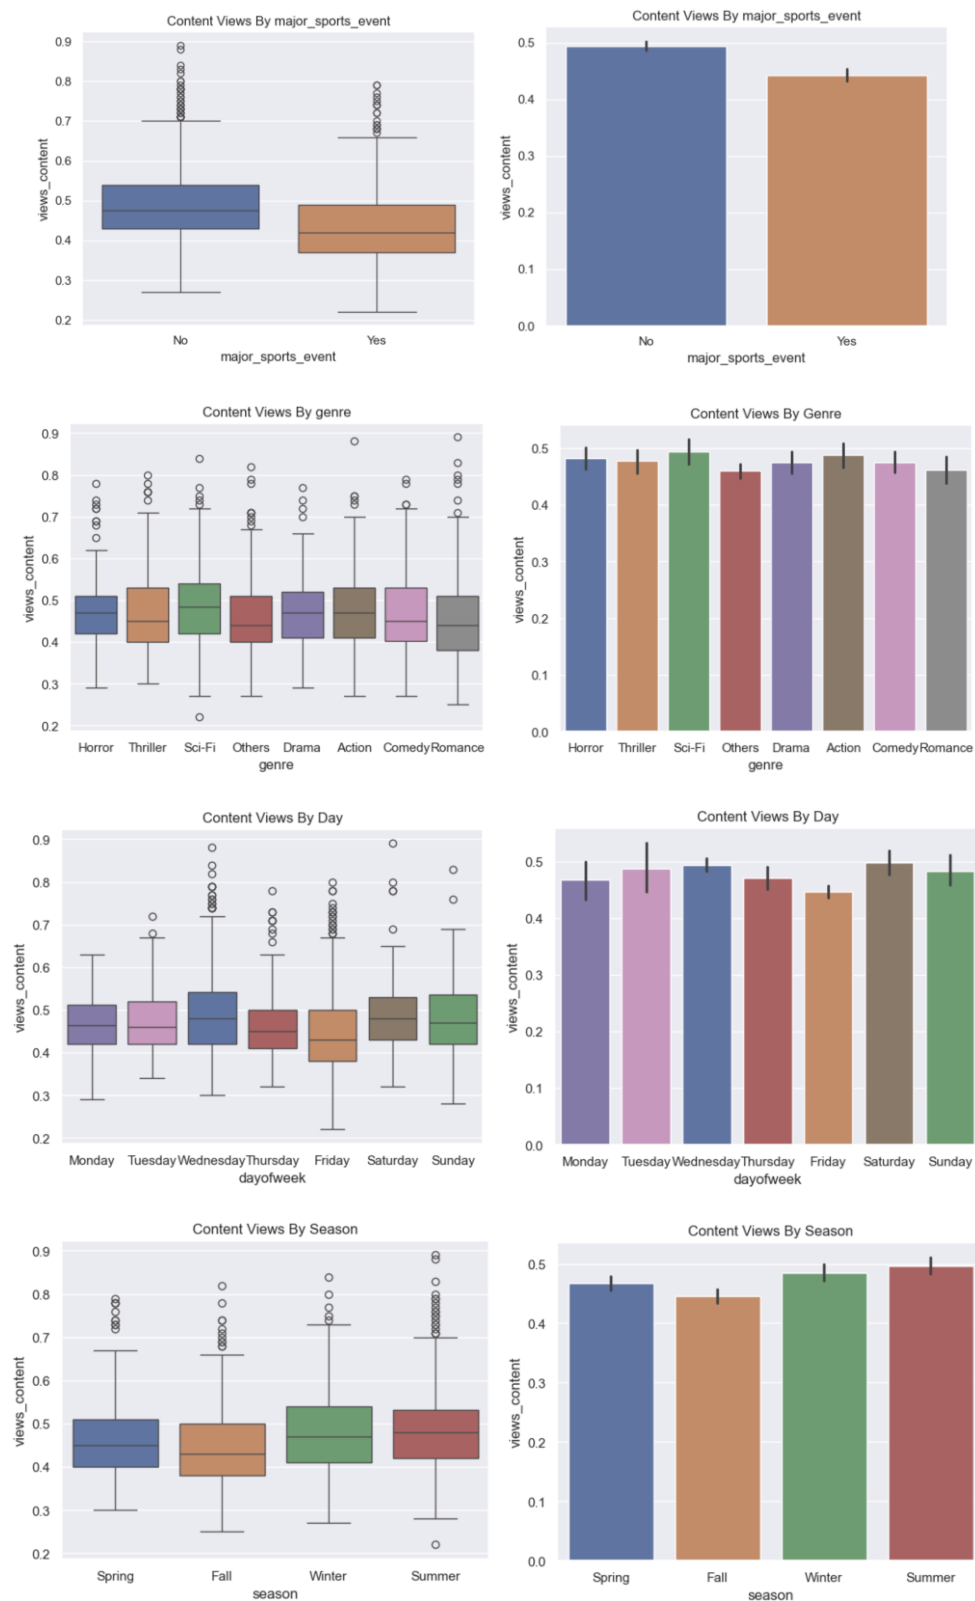 Content Views By major_sports_event
views_content
0.9
0.8
0.7
0.6
0.5
0.4
0.3
0.2
No Yes
major_sports_event
Content Views By major_sports_event
views_content
0.5
0.4
0.3
0.2
0.1
0.0
No Yes
major_sports_event
Content Views By genre
views_content
0.9
0.8
0.7
0.6
0.5
0.4
0.3
0.2
Horror Thriller Sci-Fi Others Drama Action Comedy Romance
genre
Content Views By Genre
views_content
0.5
0.4
0.3
0.2
0.1
0.0
Horror Thriller Sci-Fi Others Drama Action Comedy Romance
genre
Content Views By Day
views_content
0.9
0.8
0.7
0.6
0.5
0.4
0.3
0.2
Monday Tuesday Wednesday Thursday Friday Saturday Sunday
dayofweek
Content Views By Day
views_content
0.5
0.4
0.3
0.2
0.1
0.0
Monday Tuesday Wednesday Thursday Friday Saturday Sunday
dayofweek
Content Views By Season
views_content
0.9
0.8
0.7
0.6
0.5
0.4
0.3
0.2
Spring Fall Winter Summer
season
Content Views By Season
views_content
0.5
0.4
0.3
0.2
0.1
0.0
Spring Fall Winter Summer
season